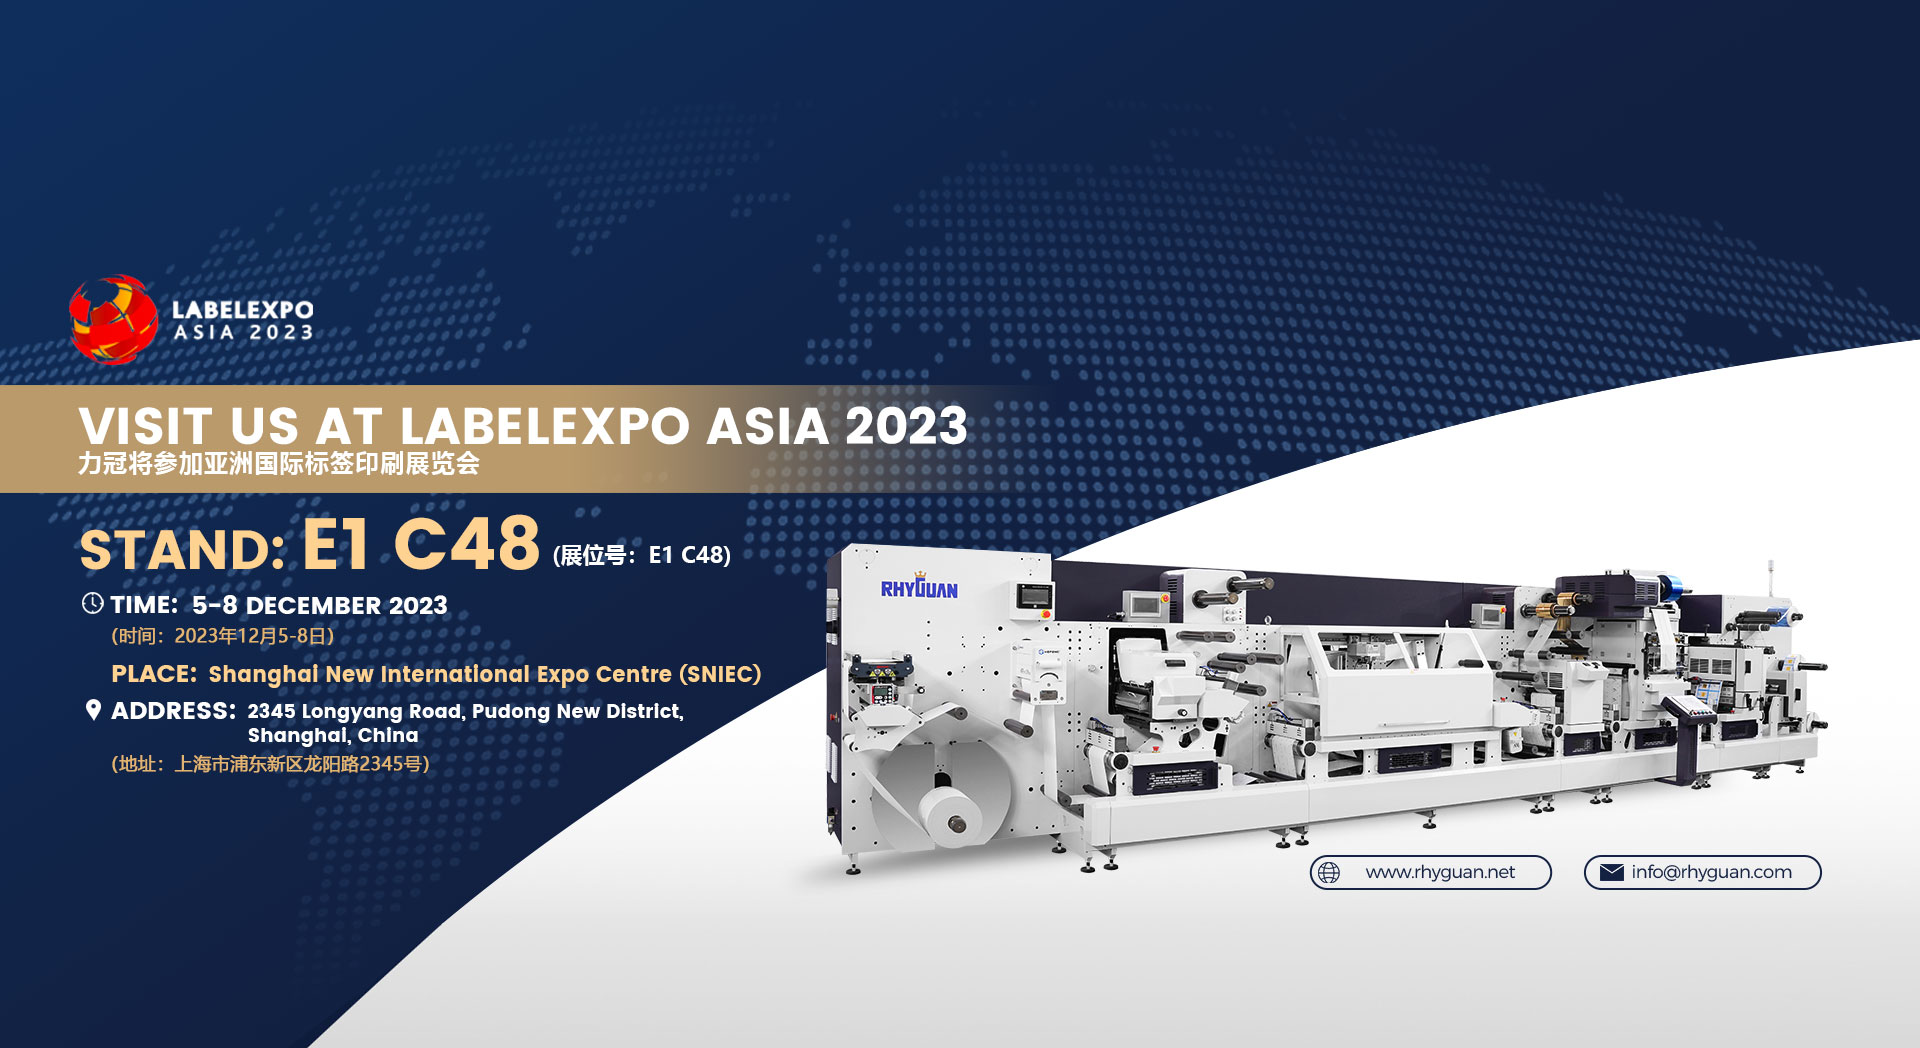 LABELEXPO
ASIA 2023
VISIT US AT LABELEXPO ASIA 2023
力冠将参加亚洲国际标签印刷展览会
STAND: E1 C48 (展位号：E1 C48)
TIME: 5-8 DECEMBER 2023
(时间：2023年12月5-8日)
PLACE: Shanghai New International Expo Centre (SNIEC)
ADDRESS: 2345 Longyang Road, Pudong New District,
Shanghai, China
(地址：上海市浦东新区龙阳路2345号)
RHYGUAN
www.rhyguan.net
info@rhyguan.com